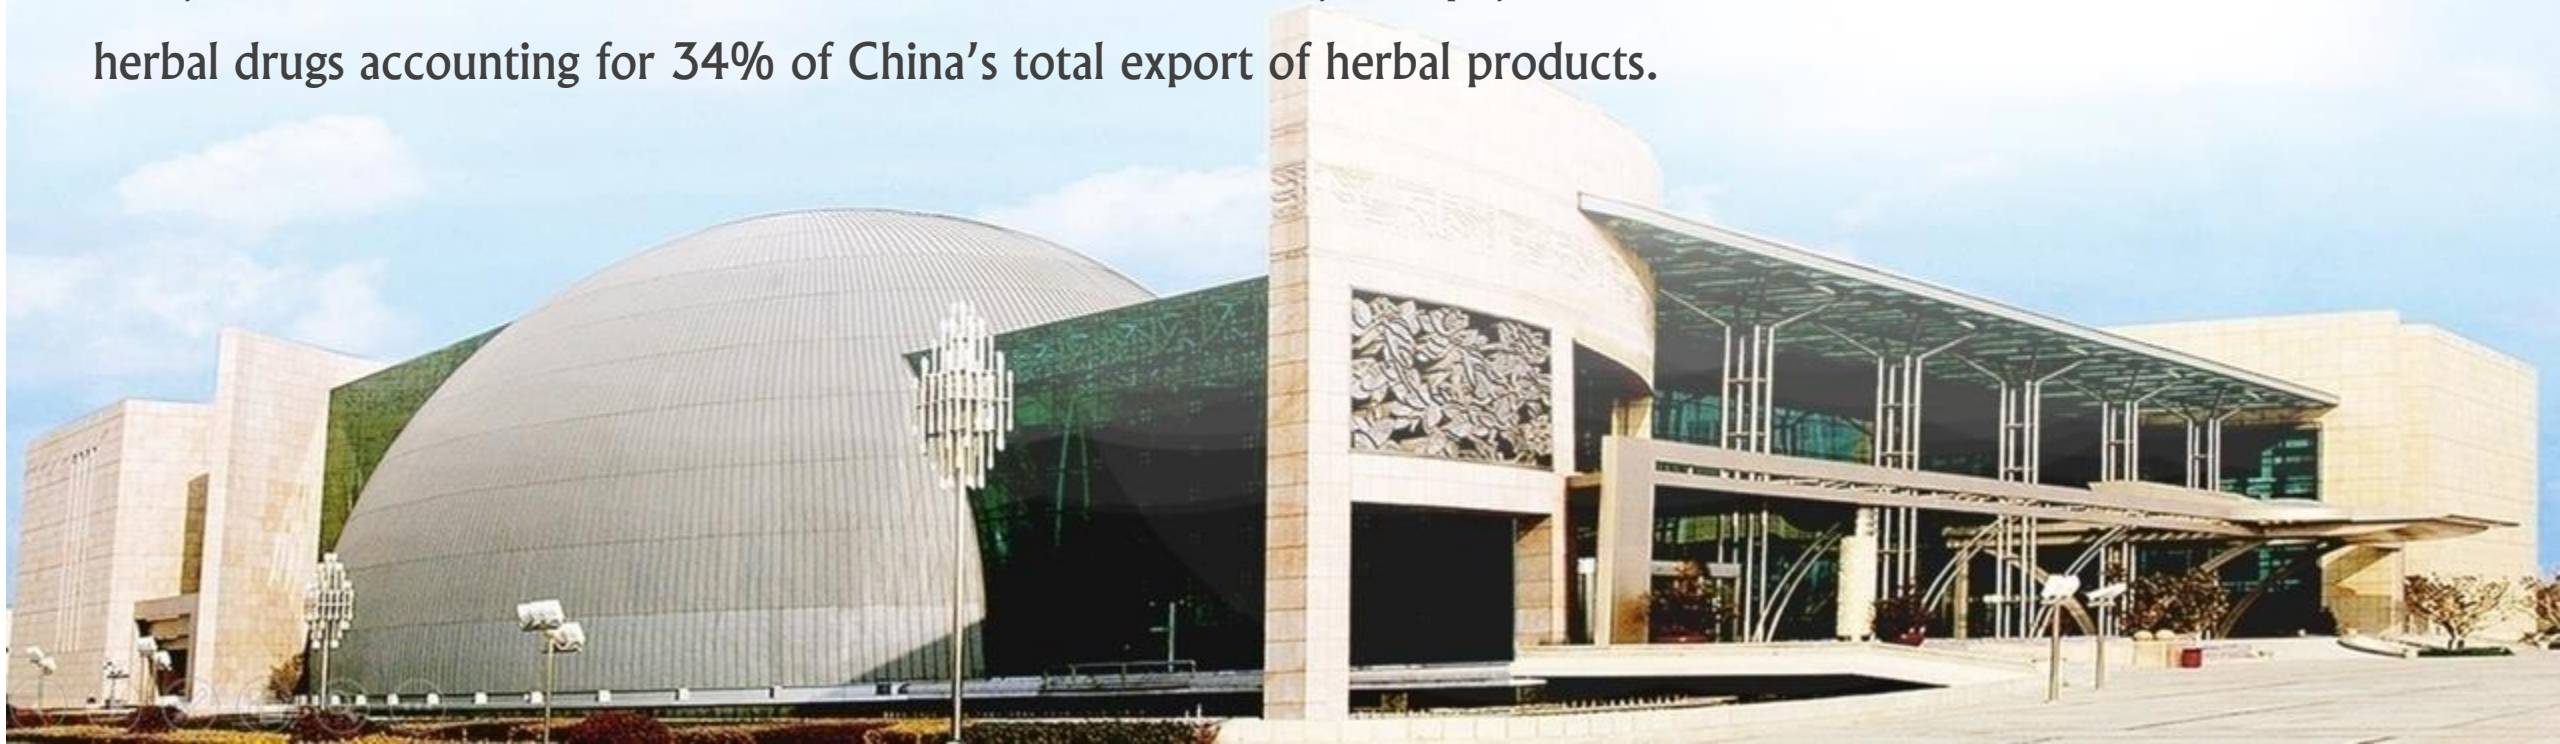 herbal drugs accounting for 34% of China's total export of herbal products.